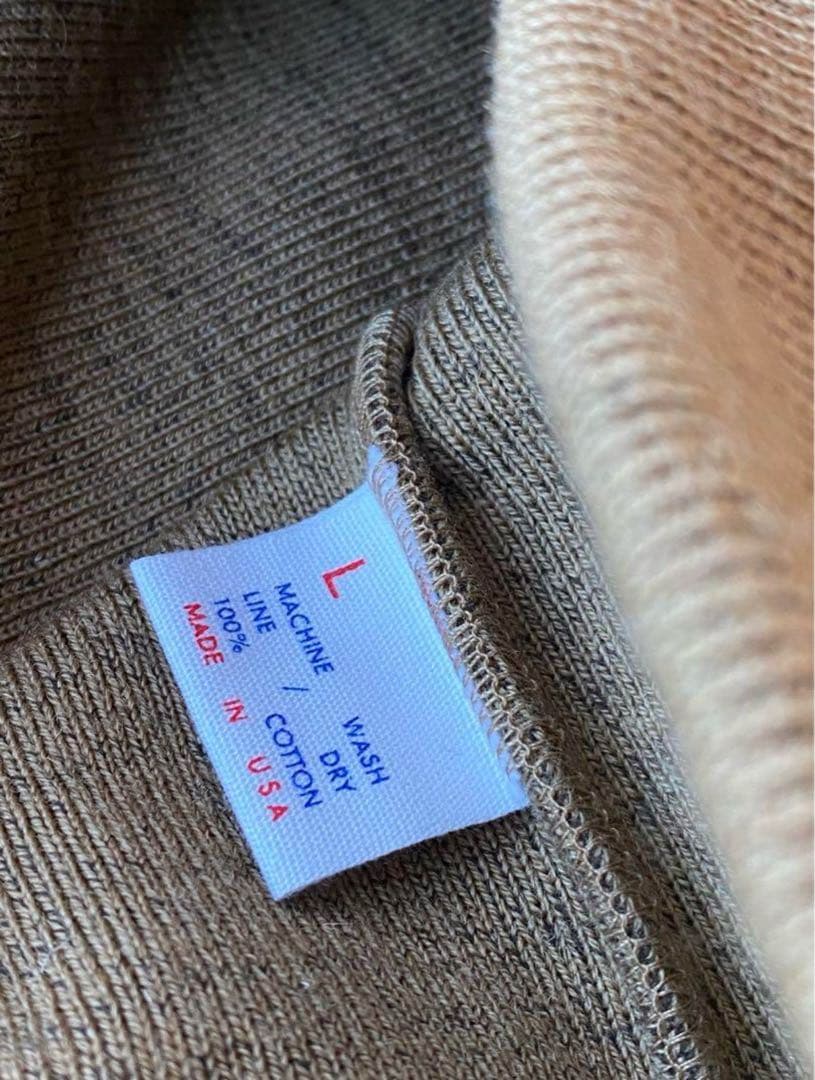 L
MACHINE WASH
LINE / DRY
100% COTTON
MADE IN USA